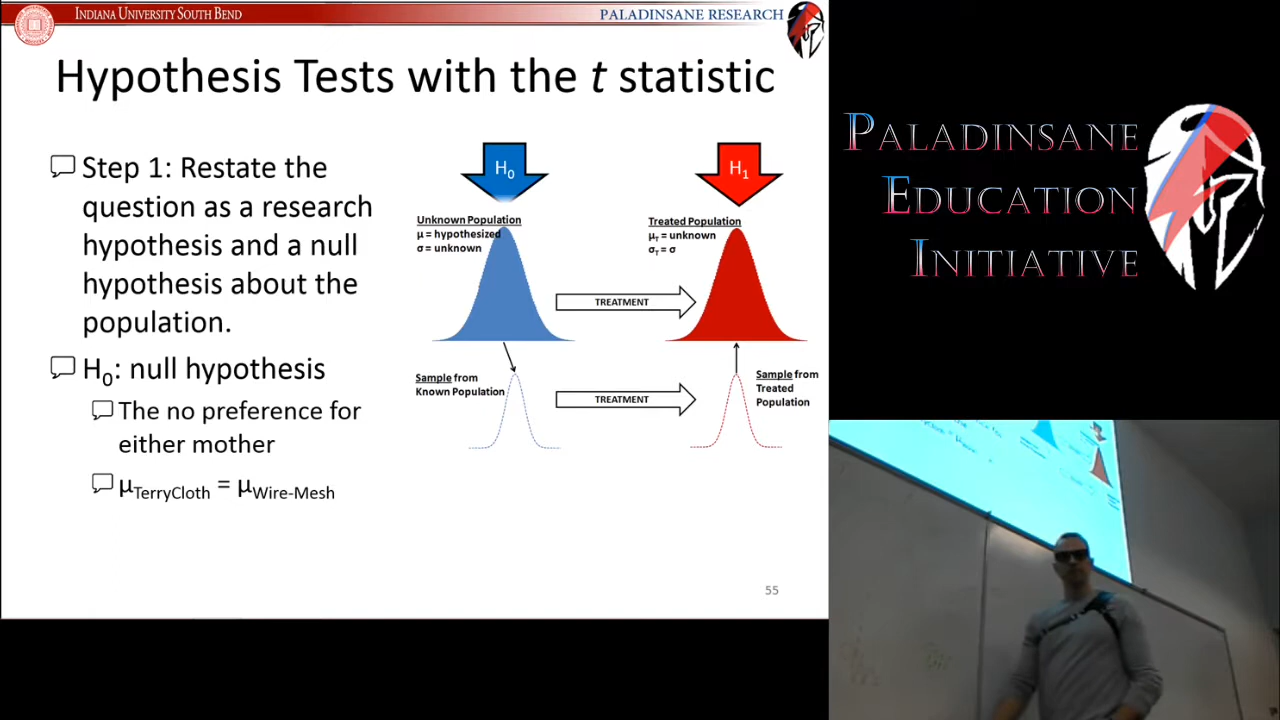 INDIANA UNIVERSITY SOUTH BEND
PALADINSANE RESEARCH
Hypothesis Tests with the t statistic
Step 1: Restate the
question as a research
hypothesis and a null
hypothesis about the
population.
H0: null hypothesis
The no preference for
either mother
μTerryCloth = μWire-Mesh
H0
H1
Unknown Population
μ = hypothesized
σ = unknown
Treated Population
μT = unknown
σT = σ
TREATMENT
Sample from
Known Population
TREATMENT
Sample from
Treated
Population
55
PALADINSANE
EDUCATION
INITIATIVE